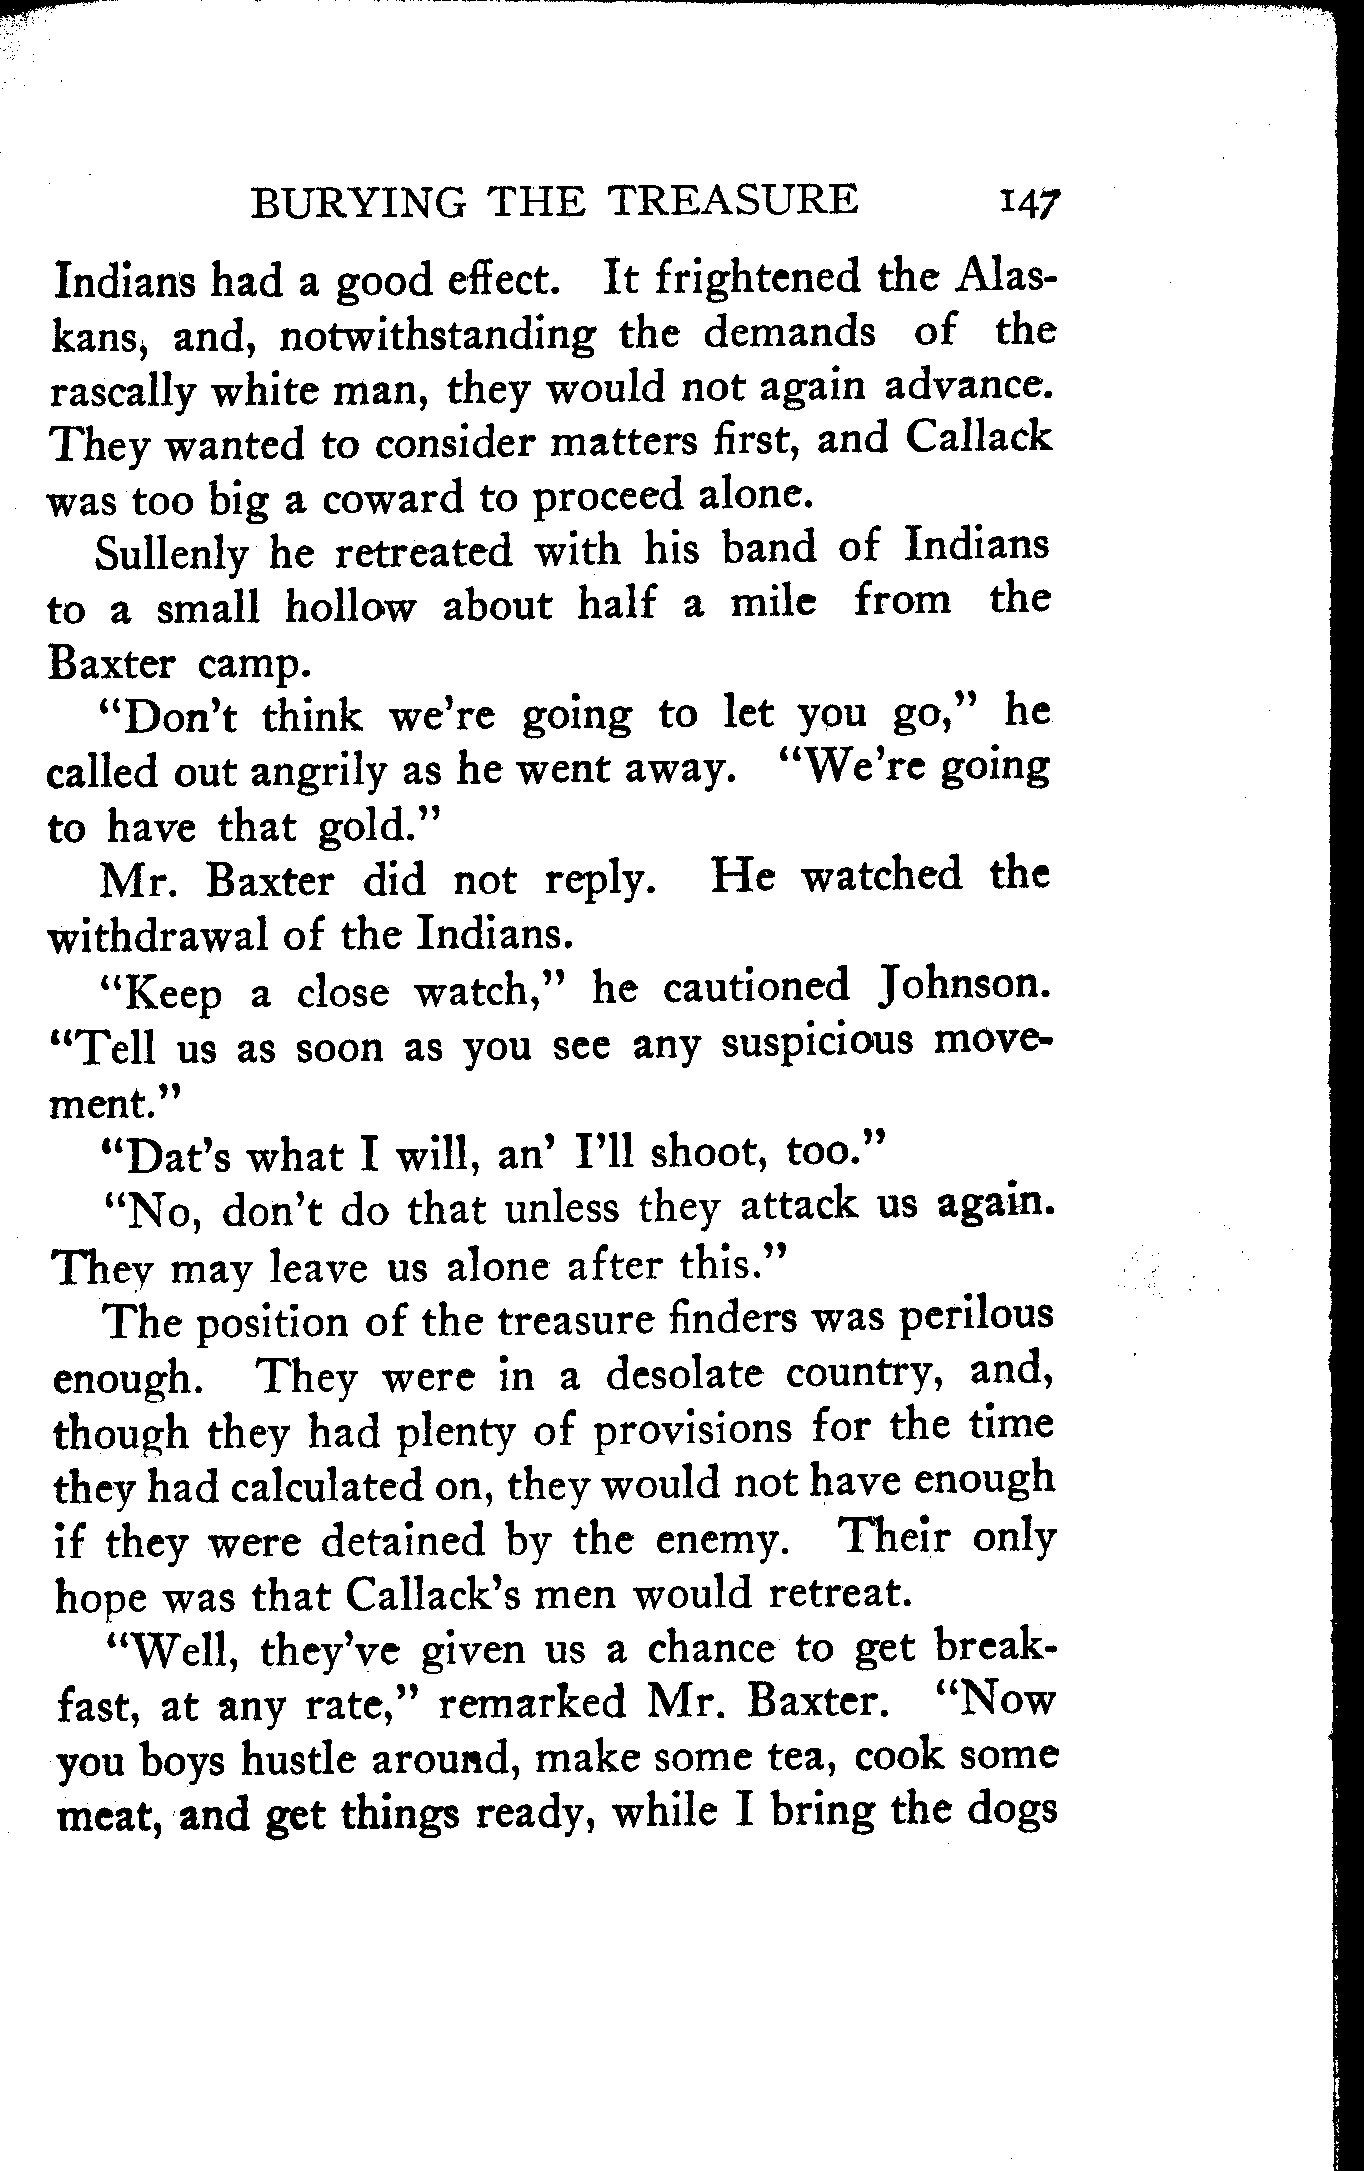 BURYING THE TREASURE 147
Indians had a good effect. It frightened the Alas-
kans, and, notwithstanding the demands of the
rascally white man, they would not again advance.
They wanted to consider matters first, and Callack
was too big a coward to proceed alone.
Sullenly he retreated with his band of Indians
to a small hollow about half a mile from the
Baxter camp.
“Don't think we're going to let you go,” he
called out angrily as he went away. “We're going
to have that gold.”
Mr. Baxter did not reply. He watched the
withdrawal of the Indians.
“Keep a close watch,” he cautioned Johnson.
“Tell us as soon as you see any suspicious move-
ment.”
“Dat's what I will, an' I'll shoot, too.”
“No, don't do that unless they attack us again.
They may leave us alone after this.”
The position of the treasure finders was perilous
enough. They were in a desolate country, and,
though they had plenty of provisions for the time
they had calculated on, they would not have enough
if they were detained by the enemy. Their only
hope was that Callack's men would retreat.
“Well, they've given us a chance to get break-
fast, at any rate,” remarked Mr. Baxter. “Now
you boys hustle around, make some tea, cook some
meat, and get things ready, while I bring the dogs